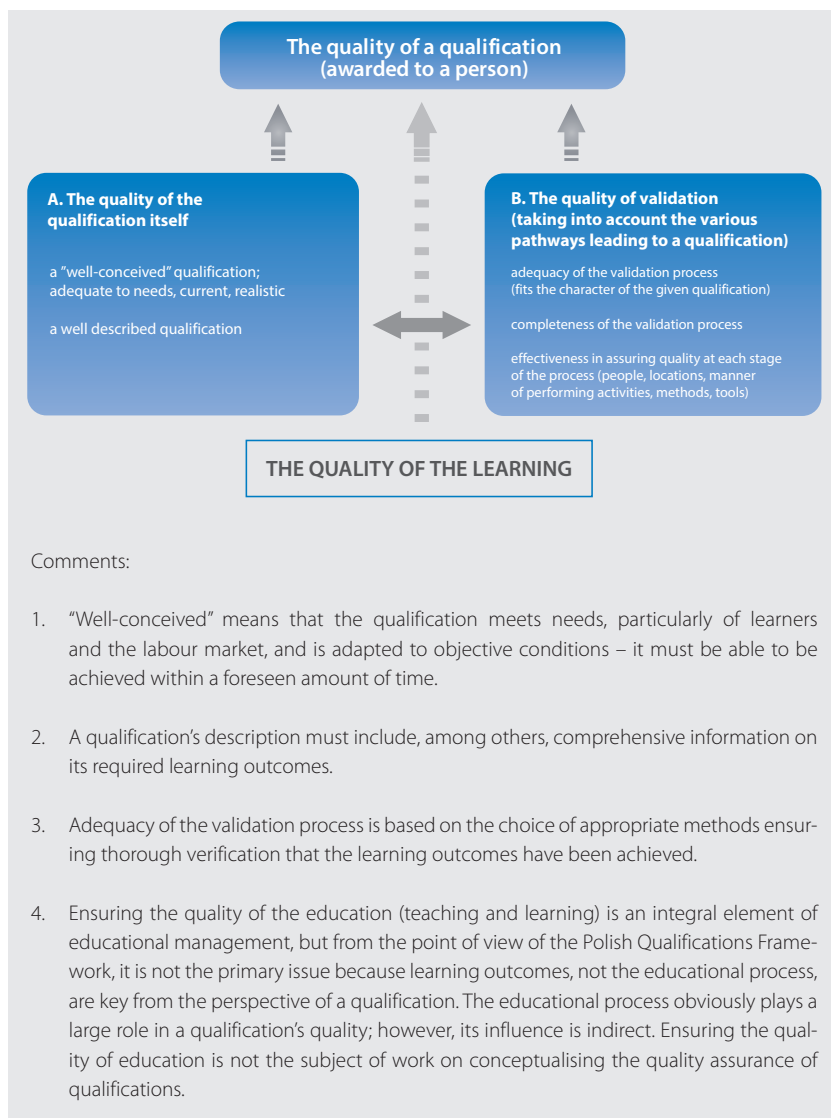 The quality of a qualification
(awarded to a person)
A. The quality of the
qualification itself
a “well-conceived” qualification;
adequate to needs, current, realistic
a well described qualification
B. The quality of validation
(taking into account the various
pathways leading to a qualification)
adequacy of the validation process
(fits the character of the given qualification)
completeness of the validation process
effectiveness in assuring quality at each stage
of the process (people, locations, manner
of performing activities, methods, tools)
THE QUALITY OF THE LEARNING
Comments:
1. “Well-conceived” means that the qualification meets needs, particularly of learners
and the labour market, and is adapted to objective conditions – it must be able to be
achieved within a foreseen amount of time.
2. A qualification’s description must include, among others, comprehensive information on
its required learning outcomes.
3. Adequacy of the validation process is based on the choice of appropriate methods ensur-
ing thorough verification that the learning outcomes have been achieved.
4. Ensuring the quality of the education (teaching and learning) is an integral element of
educational management, but from the point of view of the Polish Qualifications Frame-
work, it is not the primary issue because learning outcomes, not the educational process,
are key from the perspective of a qualification. The educational process obviously plays a
large role in a qualification’s quality; however, its influence is indirect. Ensuring the qual-
ity of education is not the subject of work on conceptualising the quality assurance of
qualifications.